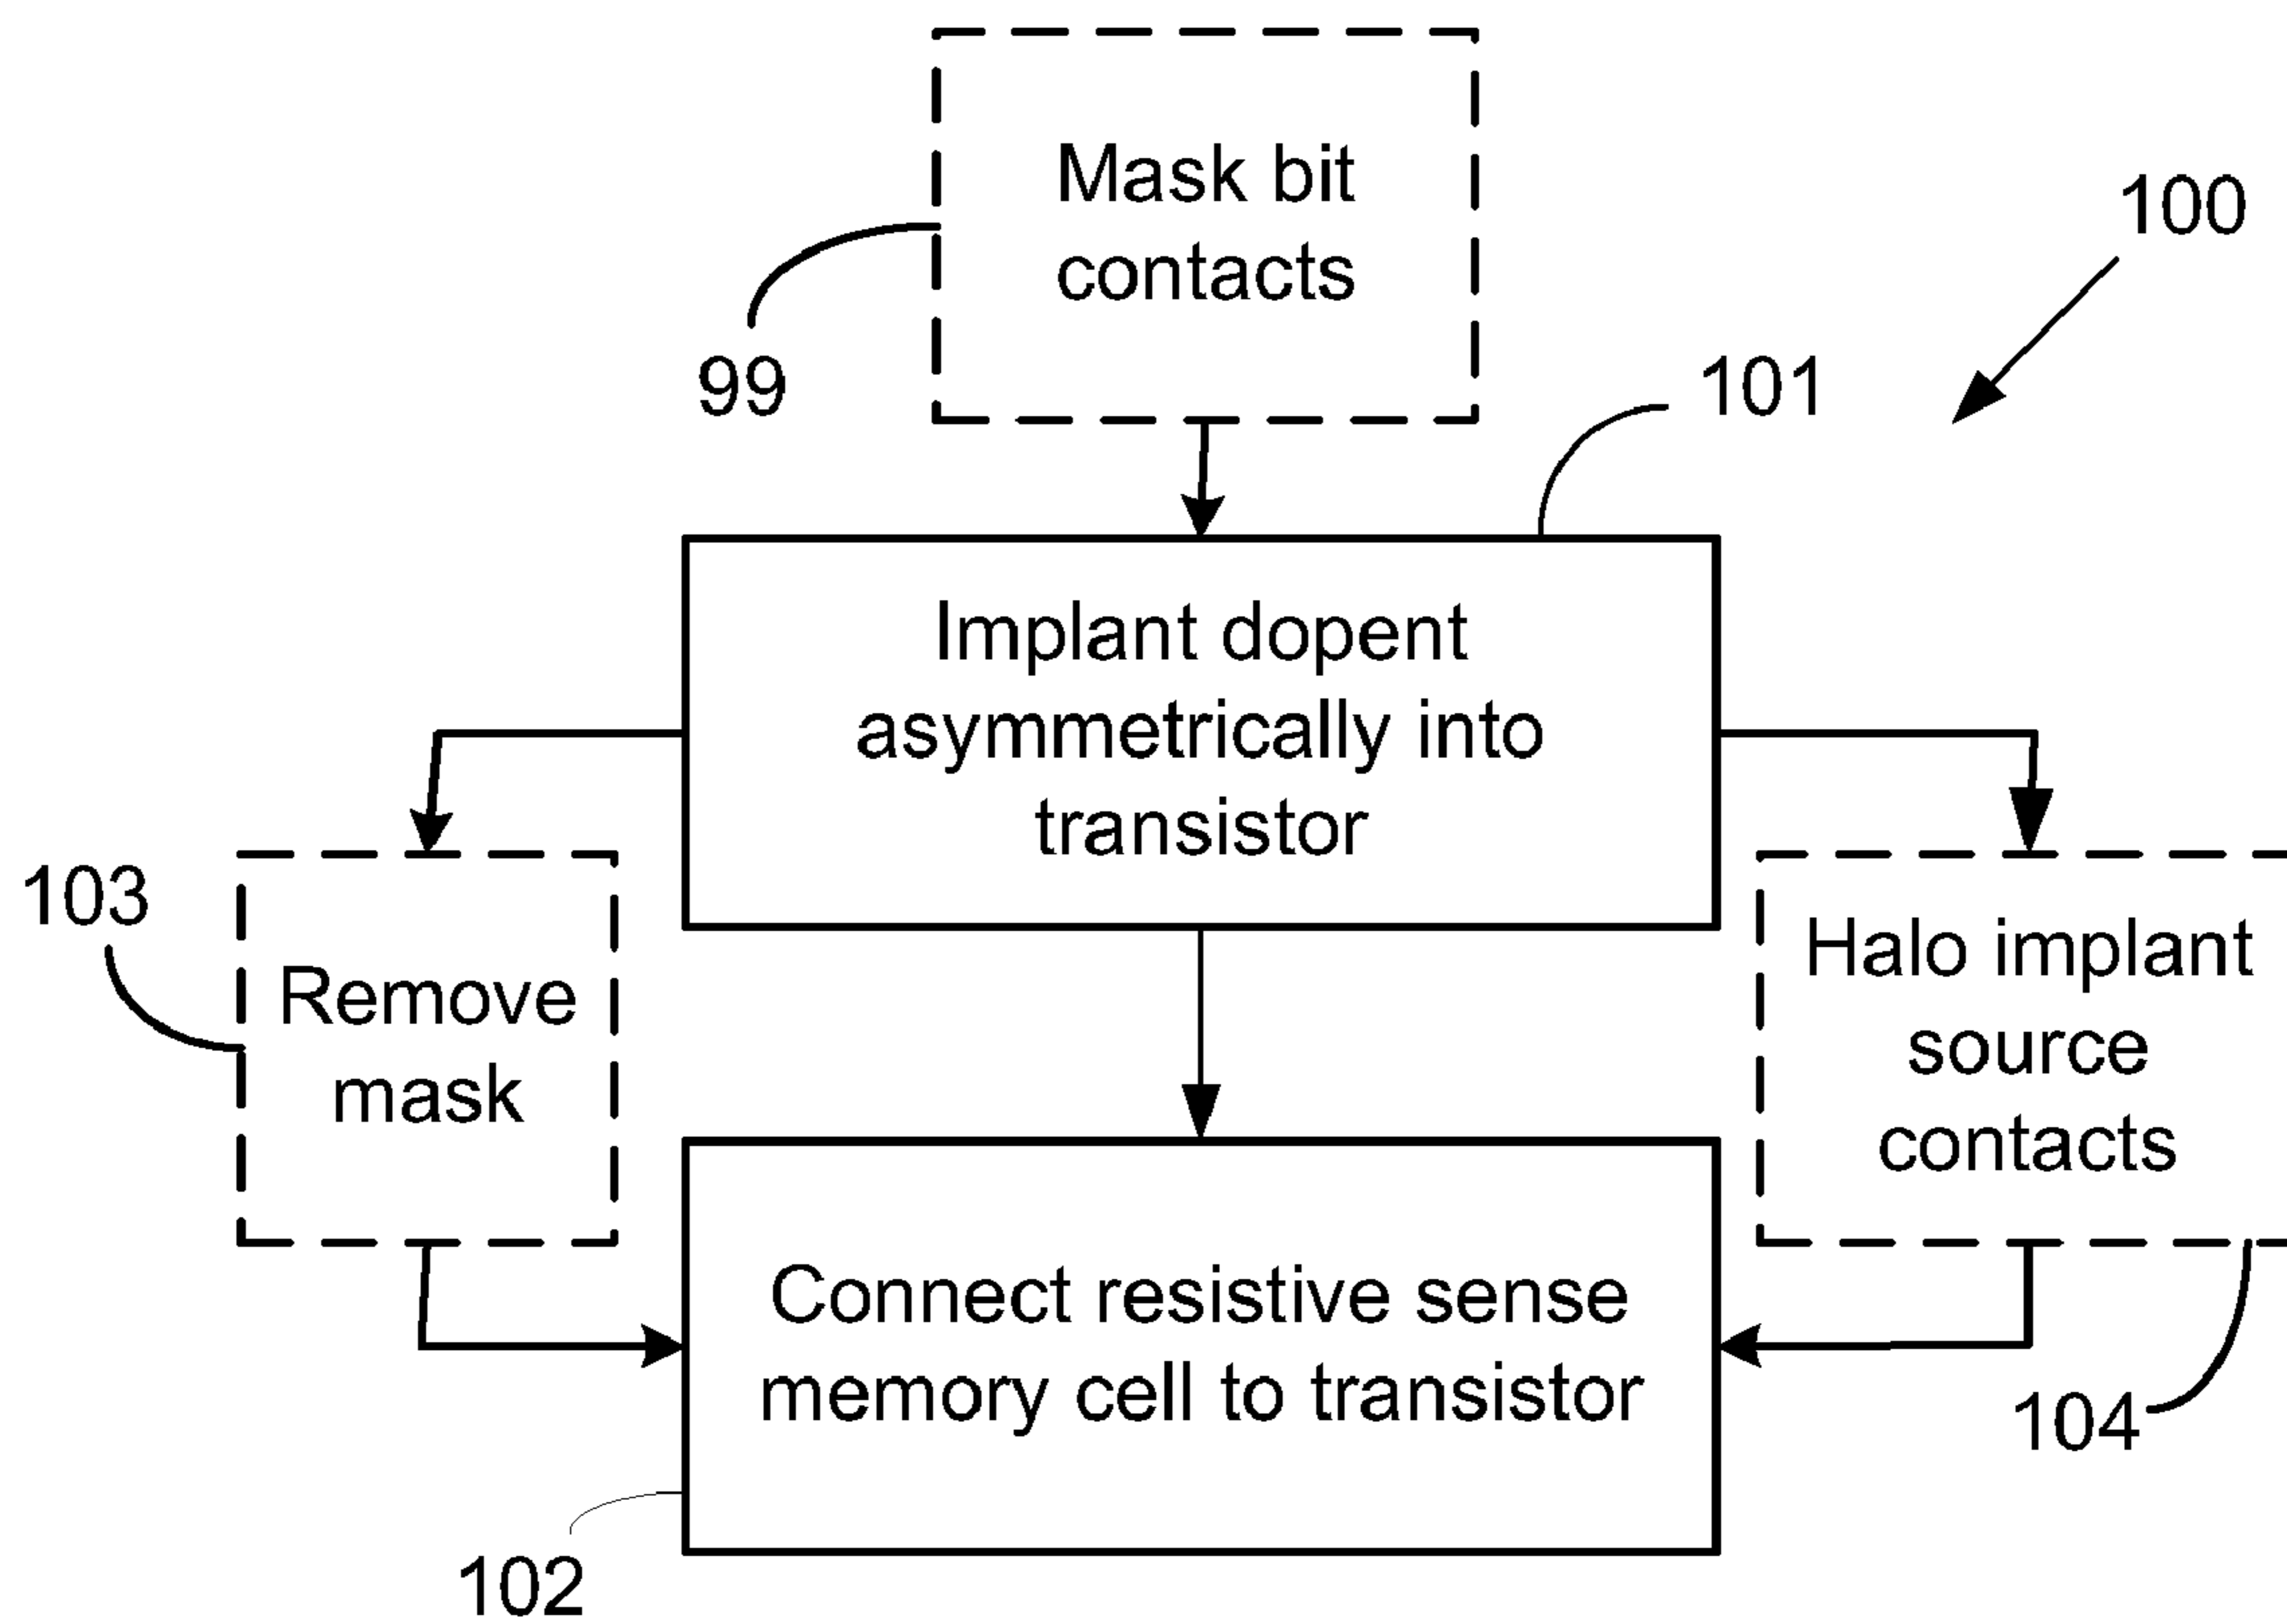 Mask bit
contacts
100
99
101
Implant dopent
asymmetrically into
transistor
103
Remove
mask
Halo implant
source
contacts
Connect resistive sense
memory cell to transistor
104
102